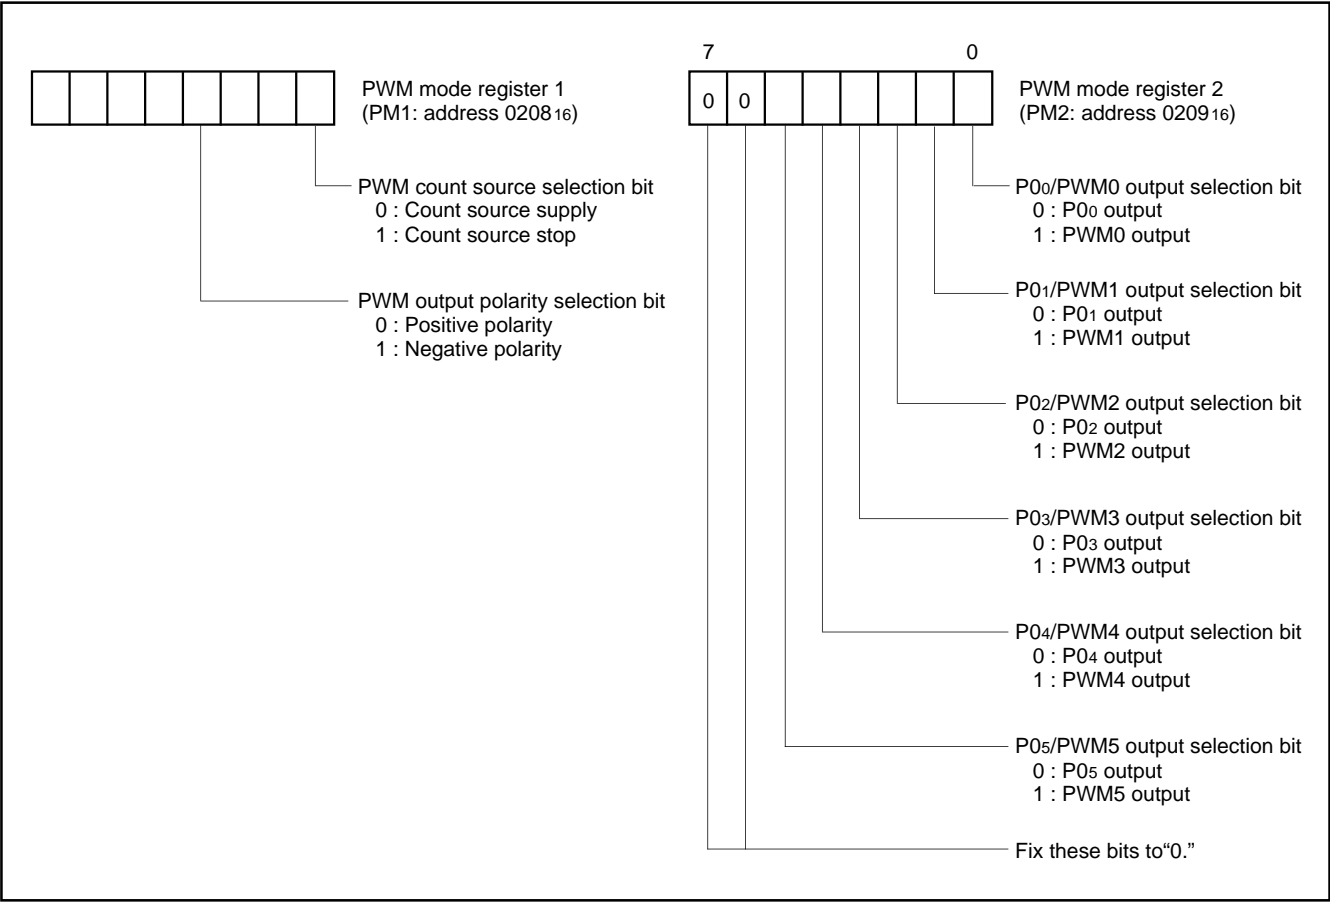 PWM mode register 1
(PM1: address 020816)
PWM count source selection bit
0 : Count source supply
1 : Count source stop
PWM output polarity selection bit
0 : Positive polarity
1 : Negative polarity
7 0
0 0
PWM mode register 2
(PM2: address 020916)
P00/PWM0 output selection bit
0 : P00 output
1 : PWM0 output
P01/PWM1 output selection bit
0 : P01 output
1 : PWM1 output
P02/PWM2 output selection bit
0 : P02 output
1 : PWM2 output
P03/PWM3 output selection bit
0 : P03 output
1 : PWM3 output
P04/PWM4 output selection bit
0 : P04 output
1 : PWM4 output
P05/PWM5 output selection bit
0 : P05 output
1 : PWM5 output
Fix these bits to“0.”